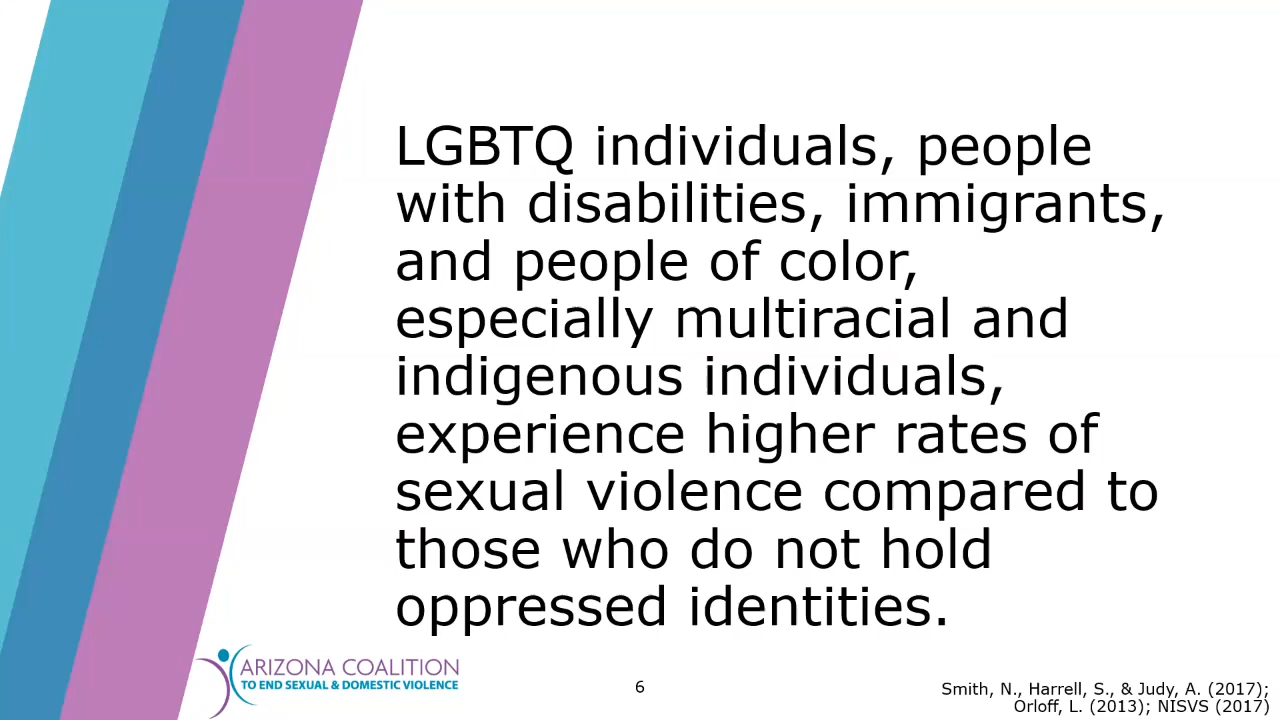 LGBTQ individuals, people
with disabilities, immigrants,
and people of color,
especially multiracial and
indigenous individuals,
experience higher rates of
sexual violence compared to
those who do not hold
oppressed identities.
ARIZONA COALITION
TO END SEXUAL & DOMESTIC VIOLENCE
6
Smith, N., Harrell, S., & Judy, A. (2017);
Orloff, L. (2013); NISVS (2017)